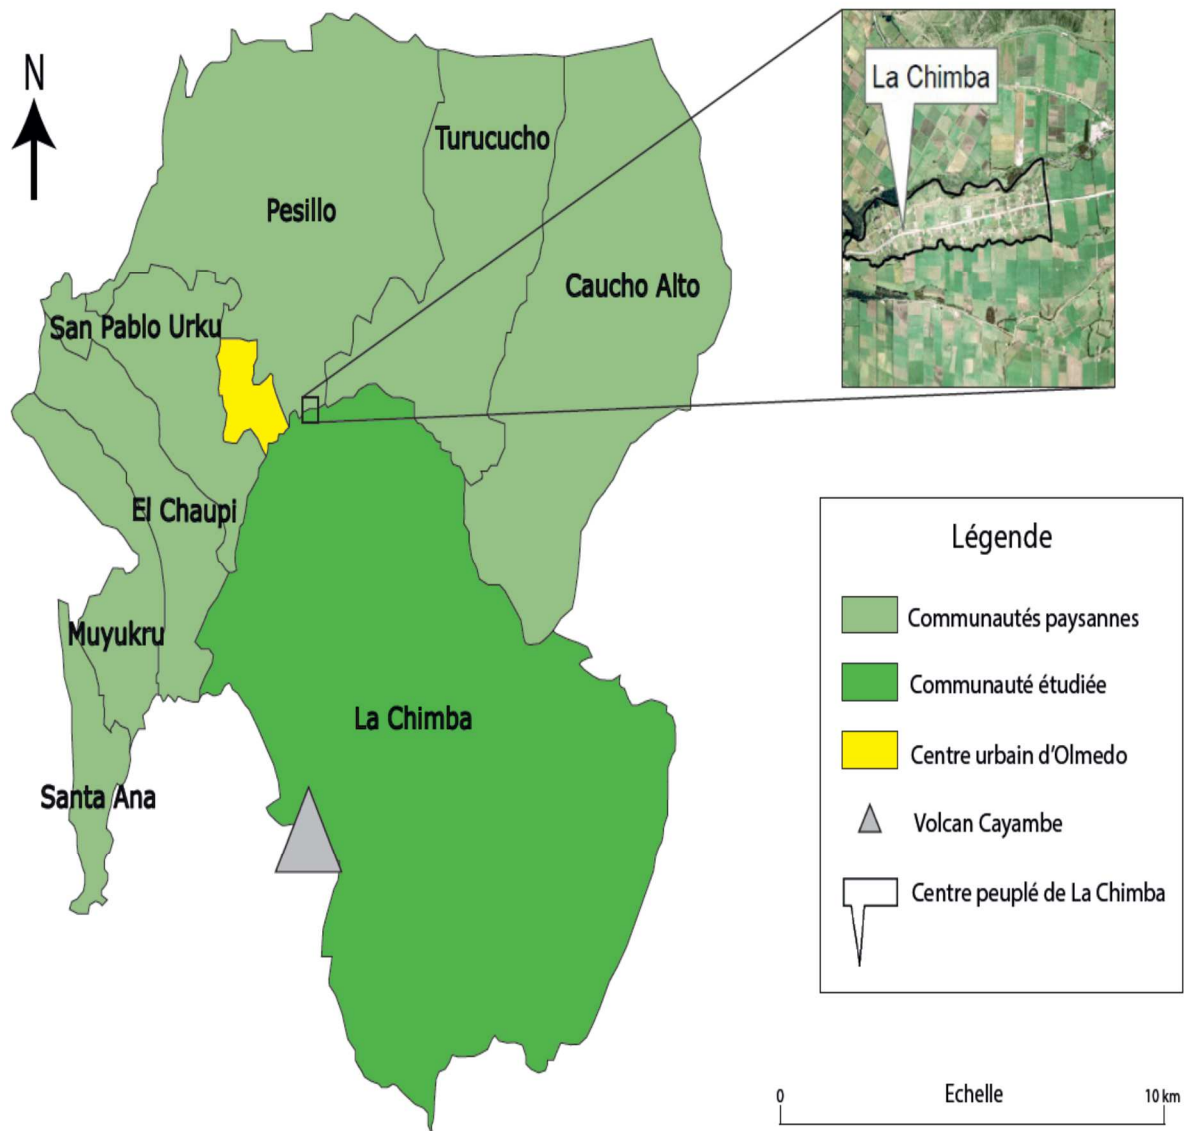 N
La Chimba
Turucucho
Pesillo
Caucho Alto
San Pablo Urku
El Chaupi
Muyukru
La Chimba
Santa Ana
Légende
Communautés paysannes
Communauté étudiée
Centre urbain d'Olmedo
Volcan Cayambe
Centre peuplé de La Chimba
0 Echelle 10 km